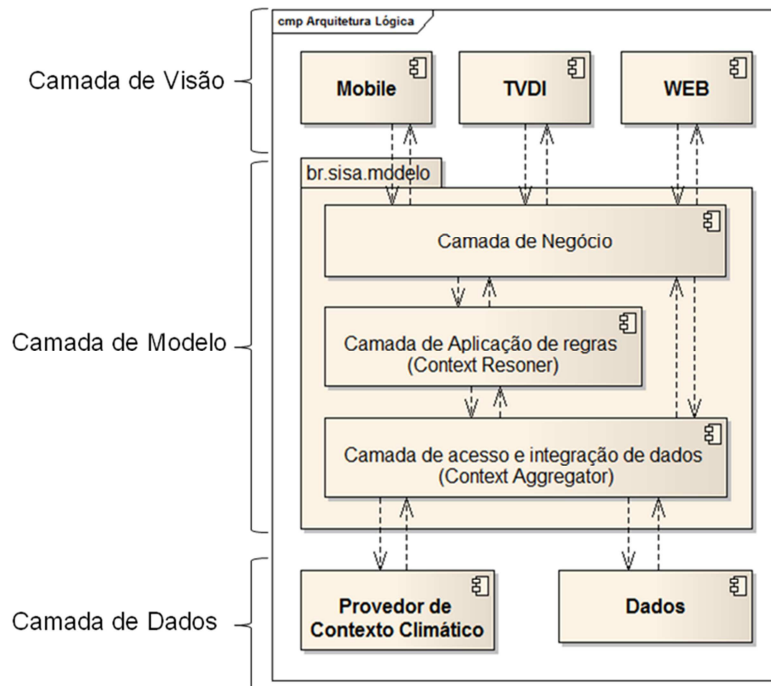 cmp Arquitetura Lógica
Camada de Visão
Mobile
TVDI
WEB
br.sisa.modelo
Camada de Negócio
Camada de Modelo
Camada de Aplicação de regras
(Context Resoner)
Camada de acesso e integração de dados
(Context Aggregator)
Camada de Dados
Provedor de
Contexto Climático
Dados